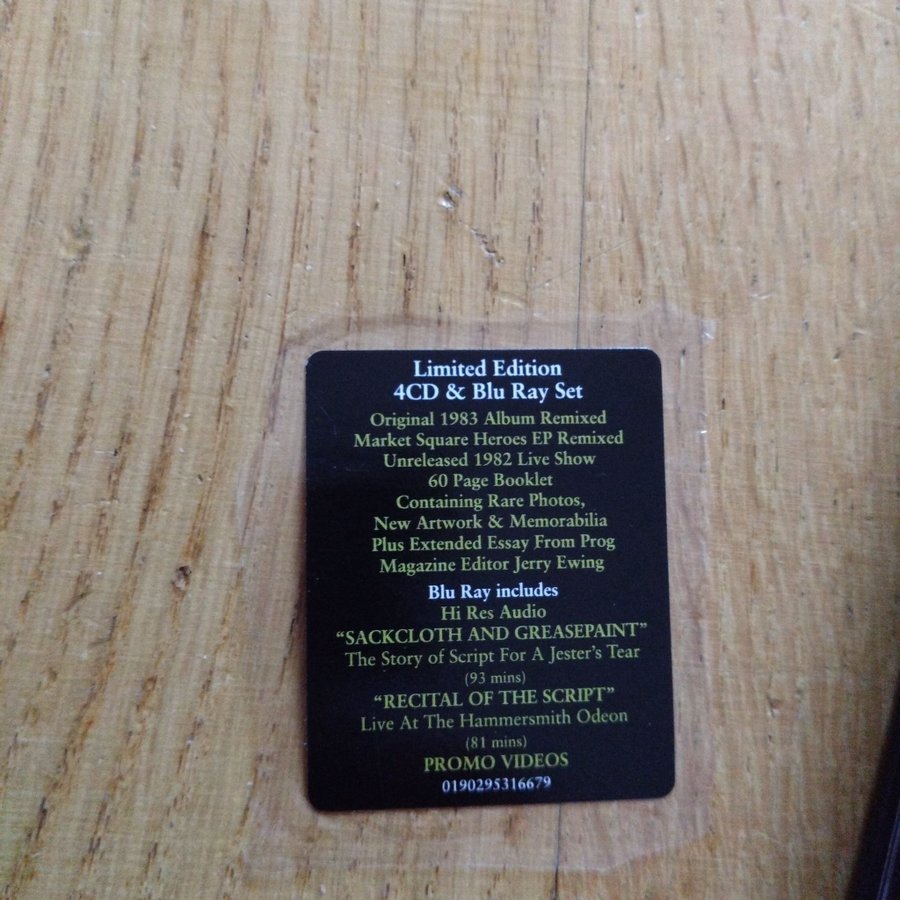 Limited Edition
4CD & Blu Ray Set
Original 1983 Album Remixed
Market Square Heroes EP Remixed
Unreleased 1982 Live Show
60 Page Booklet
Containing Rare Photos,
New Artwork & Memorabilia
Plus Extended Essay From Prog
Magazine Editor Jerry Ewing
Blu Ray includes
Hi Res Audio
“SACKCLOTH AND GREASEPAINT”
The Story of Script For A Jester’s Tear
(93 mins)
“RECITAL OF THE SCRIPT”
Live At The Hammersmith Odeon
(81 mins)
PROMO VIDEOS
0190295316679